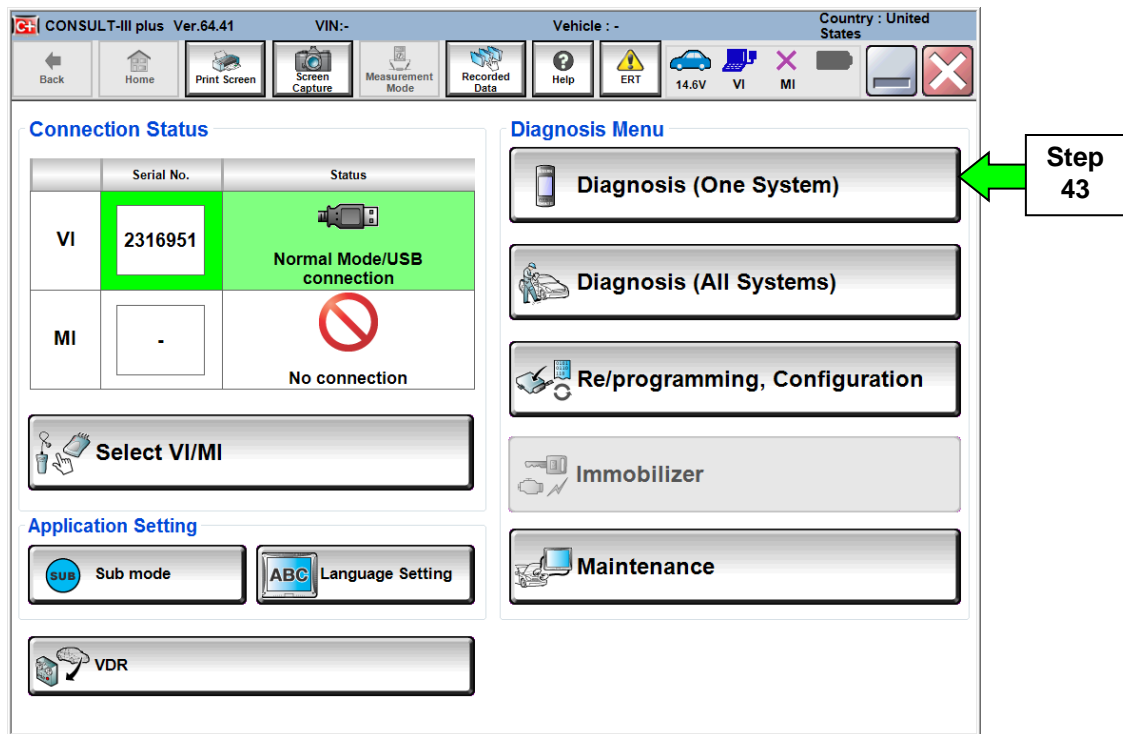 C+ CONSULT-III plus Ver.64.41 VIN:- Vehicle : - Country : United
States
Back Home Print Screen Screen
Capture Measurement
Mode Recorded
Data Help ERT 14.6V VI MI
Connection Status
Serial No. Status
VI 2316951 Normal Mode/USB
connection
MI - No connection
Select VI/MI
Application Setting
SUB Sub mode
ABC Language Setting
VDR
Diagnosis Menu
Diagnosis (One System)
Diagnosis (All Systems)
Re/programming, Configuration
Immobilizer
Maintenance
Step
43